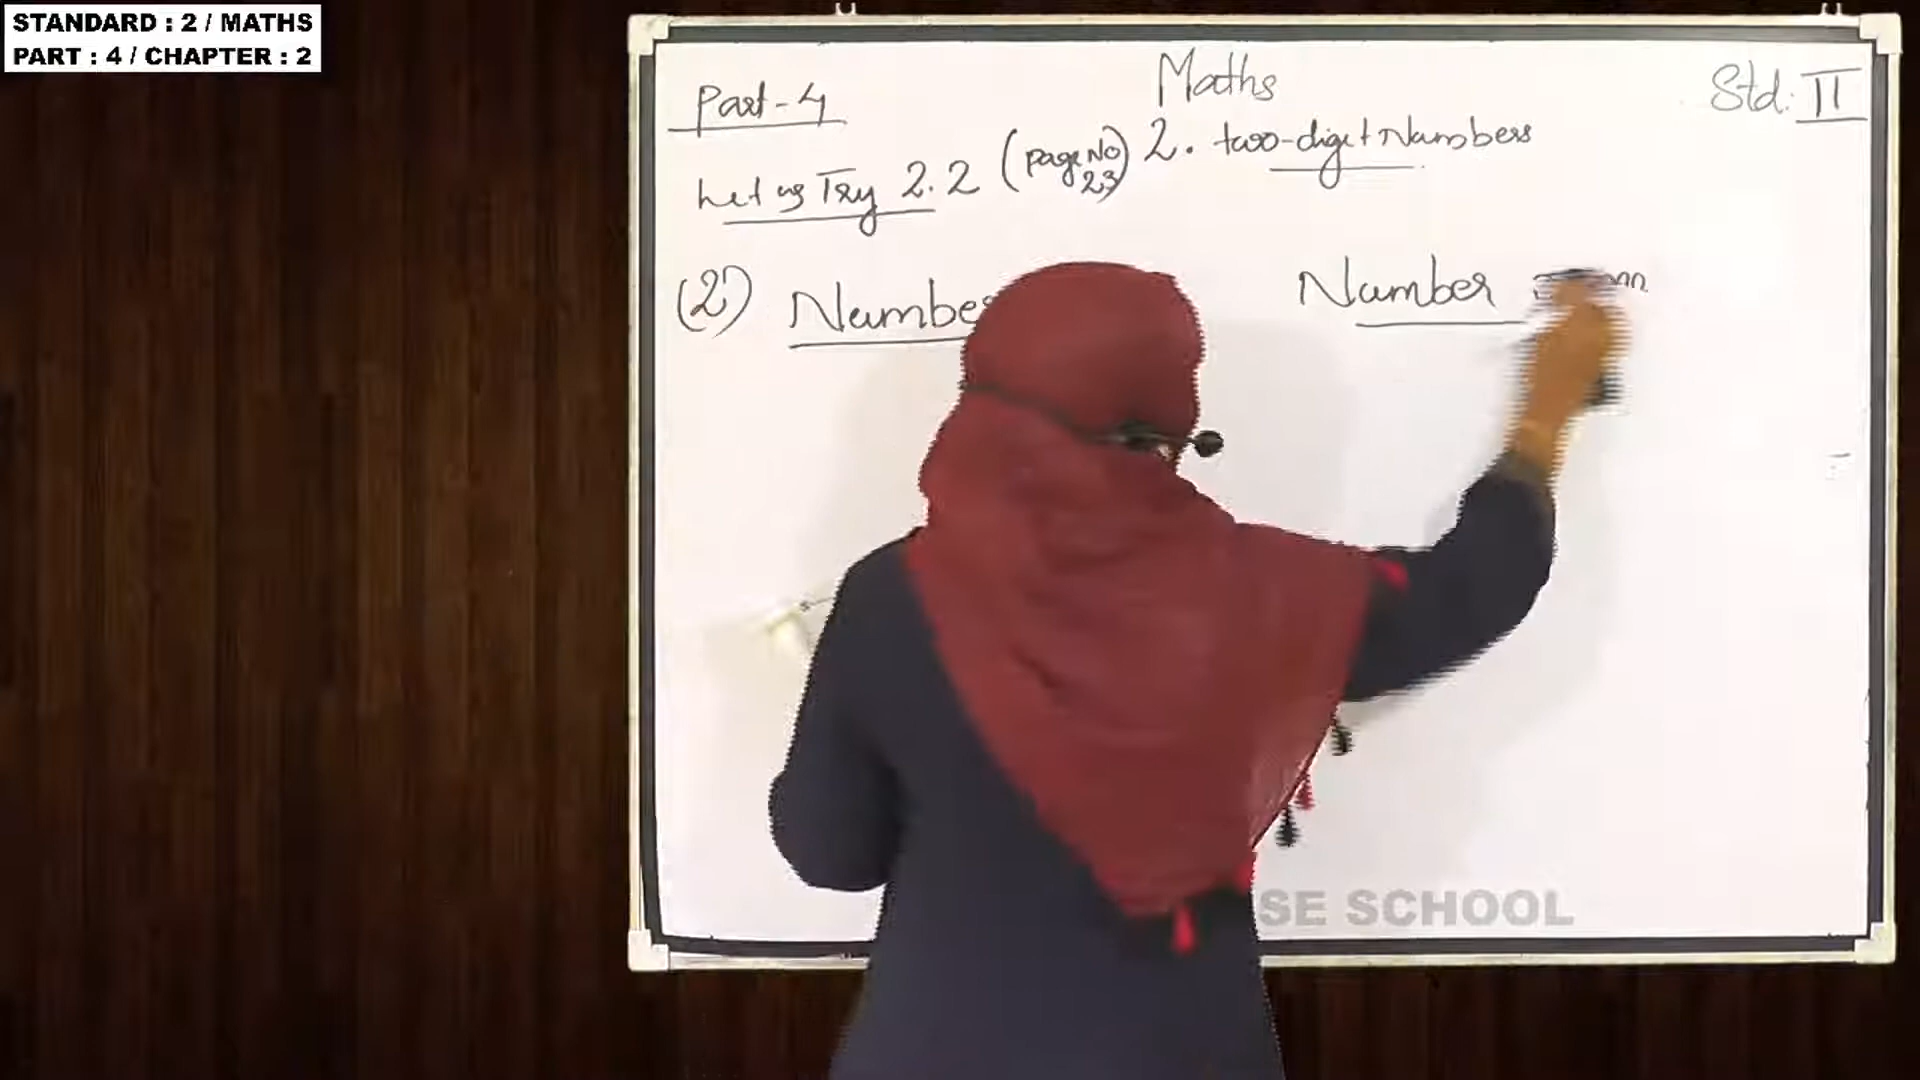 STANDARD : 2 / MATHS
PART : 4 / CHAPTER : 2
Maths
Std: II
Part - 4
2. two-digit Numbers
Let us Try 2.2 (page No 23)
(2) Numbe
Number
SE SCHOOL